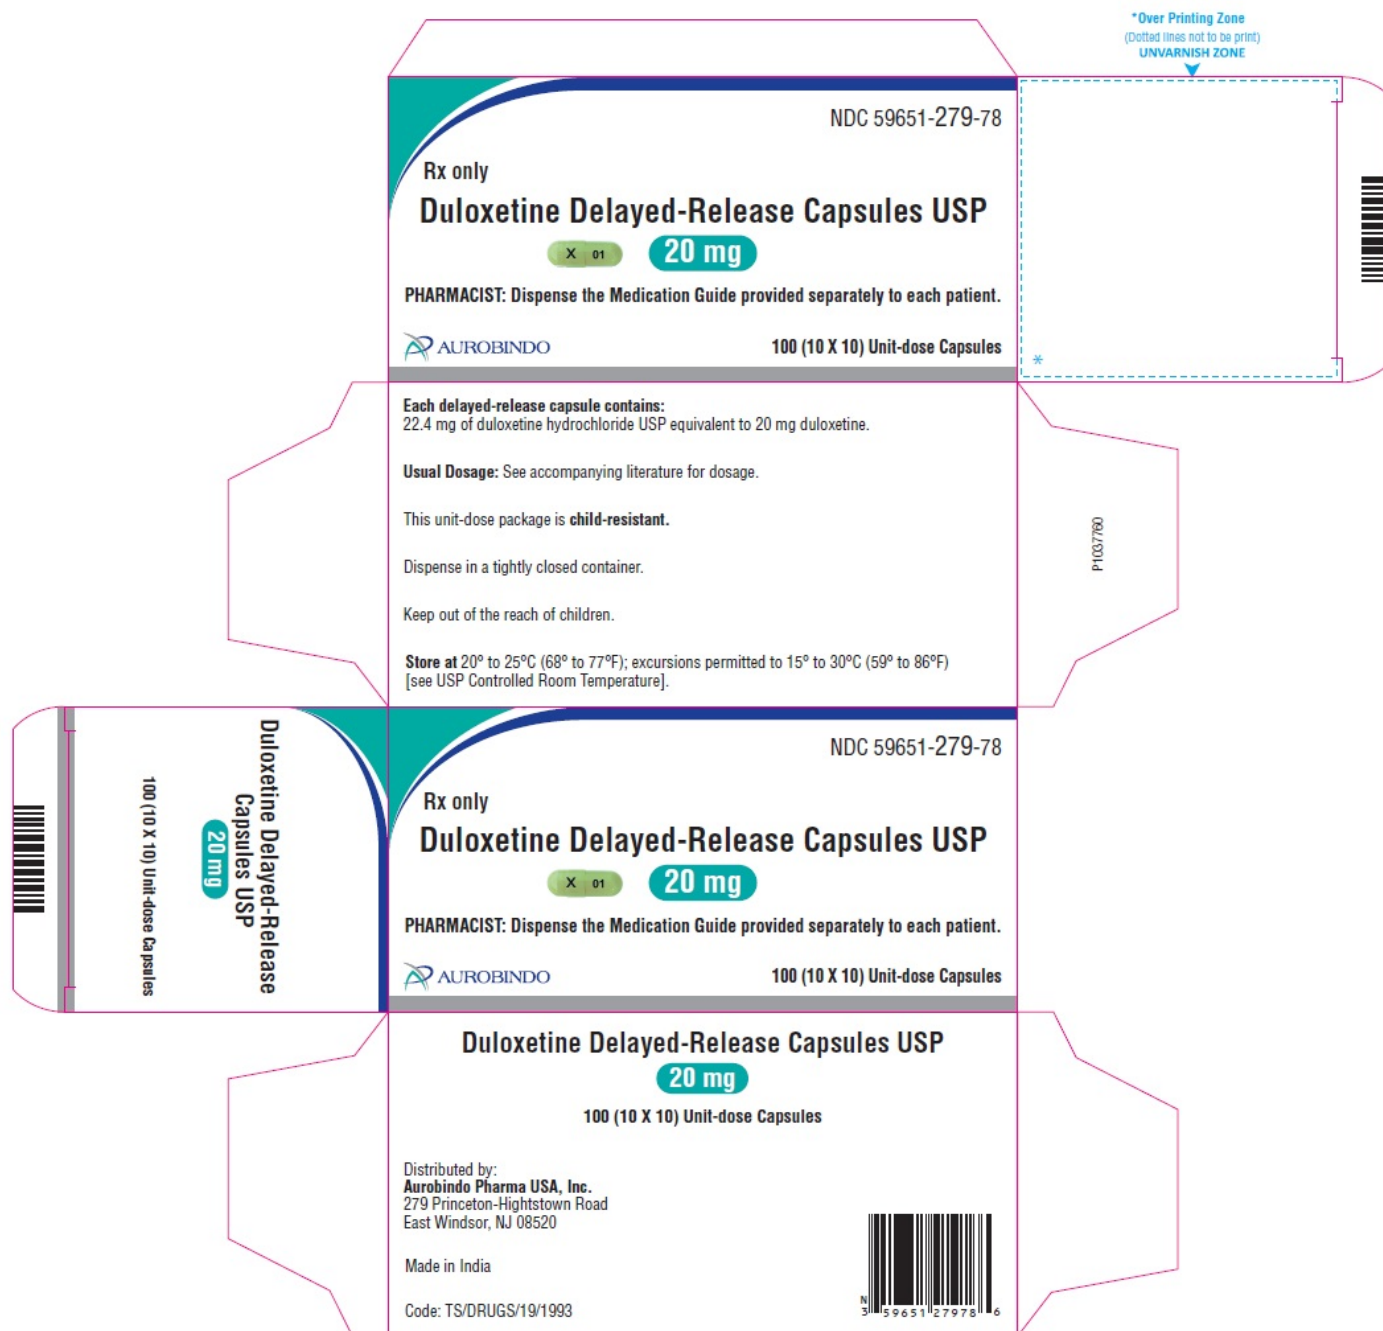 *Over Printing Zone
(Dotted lines not to be print)
UNVARNISH ZONE
NDC 59651-279-78
Rx only
Duloxetine Delayed-Release Capsules USP
X 01
20 mg
PHARMACIST: Dispense the Medication Guide provided separately to each patient.
AUROBINDO
100 (10 X 10) Unit-dose Capsules
*
Each delayed-release capsule contains:
22.4 mg of duloxetine hydrochloride USP equivalent to 20 mg duloxetine.
Usual Dosage: See accompanying literature for dosage.
This unit-dose package is child-resistant.
Dispense in a tightly closed container.
Keep out of the reach of children.
Store at 20º to 25ºC (68º to 77ºF); excursions permitted to 15º to 30ºC (59º to 86ºF)
[see USP Controlled Room Temperature].
P1037760
Duloxetine Delayed-Release
Capsules USP
20 mg
100 (10 X 10) Unit-dose Capsules
NDC 59651-279-78
Rx only
Duloxetine Delayed-Release Capsules USP
X 01
20 mg
PHARMACIST: Dispense the Medication Guide provided separately to each patient.
AUROBINDO
100 (10 X 10) Unit-dose Capsules
Duloxetine Delayed-Release Capsules USP
20 mg
100 (10 X 10) Unit-dose Capsules
Distributed by:
Aurobindo Pharma USA, Inc.
279 Princeton-Hightstown Road
East Windsor, NJ 08520
Made in India
Code: TS/DRUGS/19/1993
N
3 59651 27978 6